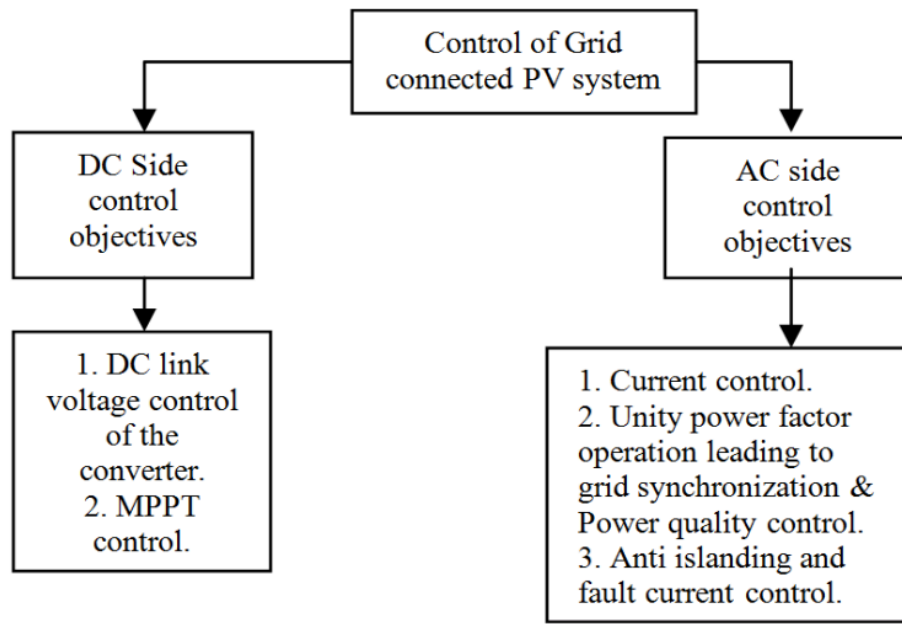 Control of Grid
connected PV system
DC Side
control
objectives
AC side
control
objectives
1. DC link
voltage control
of the
converter.
2. MPPT
control.
1. Current control.
2. Unity power factor
operation leading to
grid synchronization &
Power quality control.
3. Anti islanding and
fault current control.